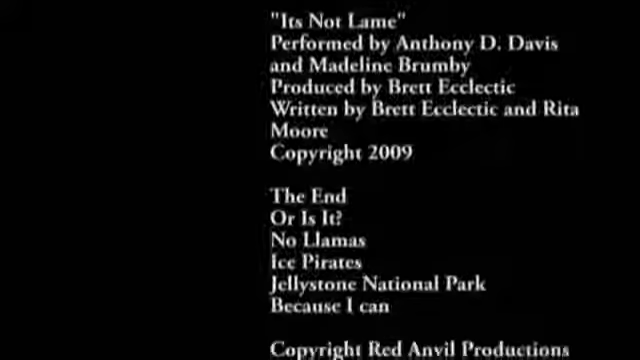 "Its Not Lame"
Performed by Anthony D. Davis
and Madeline Brumby
Produced by Brett Ecclectic
Written by Brett Ecclectic and Rita
Moore
Copyright 2009
The End
Or Is It?
No Llamas
Ice Pirates
Jellystone National Park
Because I can
Copyright Red Anvil Productions